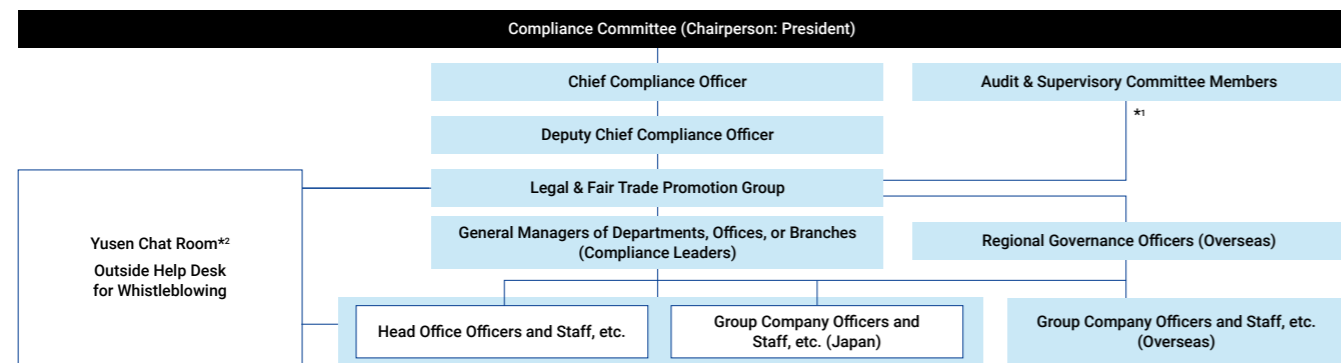 Compliance Committee (Chairperson: President)
Chief Compliance Officer
Audit & Supervisory Committee Members
*1
Deputy Chief Compliance Officer
Legal & Fair Trade Promotion Group
Yusen Chat Room*2
Outside Help Desk
for Whistleblowing
General Managers of Departments, Offices, or Branches
(Compliance Leaders)
Regional Governance Officers (Overseas)
Head Office Officers and Staff, etc.
Group Company Officers and
Staff, etc. (Japan)
Group Company Officers and Staff, etc.
(Overseas)